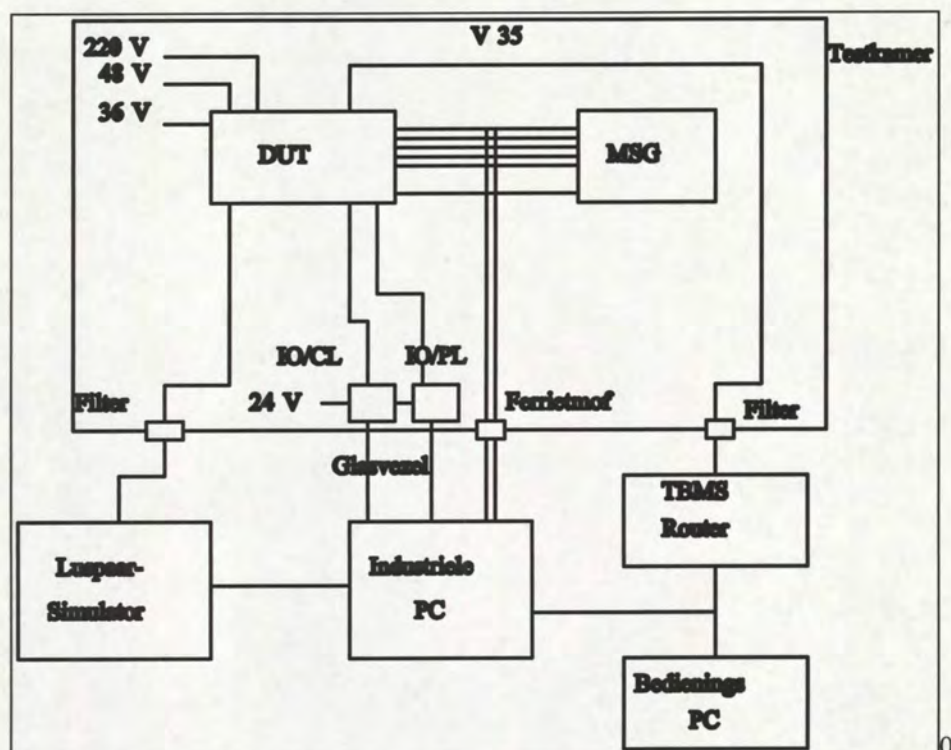 V 35
220 V
48 V
36 V
Testkamer
DUT
MSG
IO/CL
IO/PL
24 V
Filter
Ferrietmof
Filter
Glasvezel
TBMS
Router
Luspaar-
Simulator
Industriele
PC
Bedienings
PC